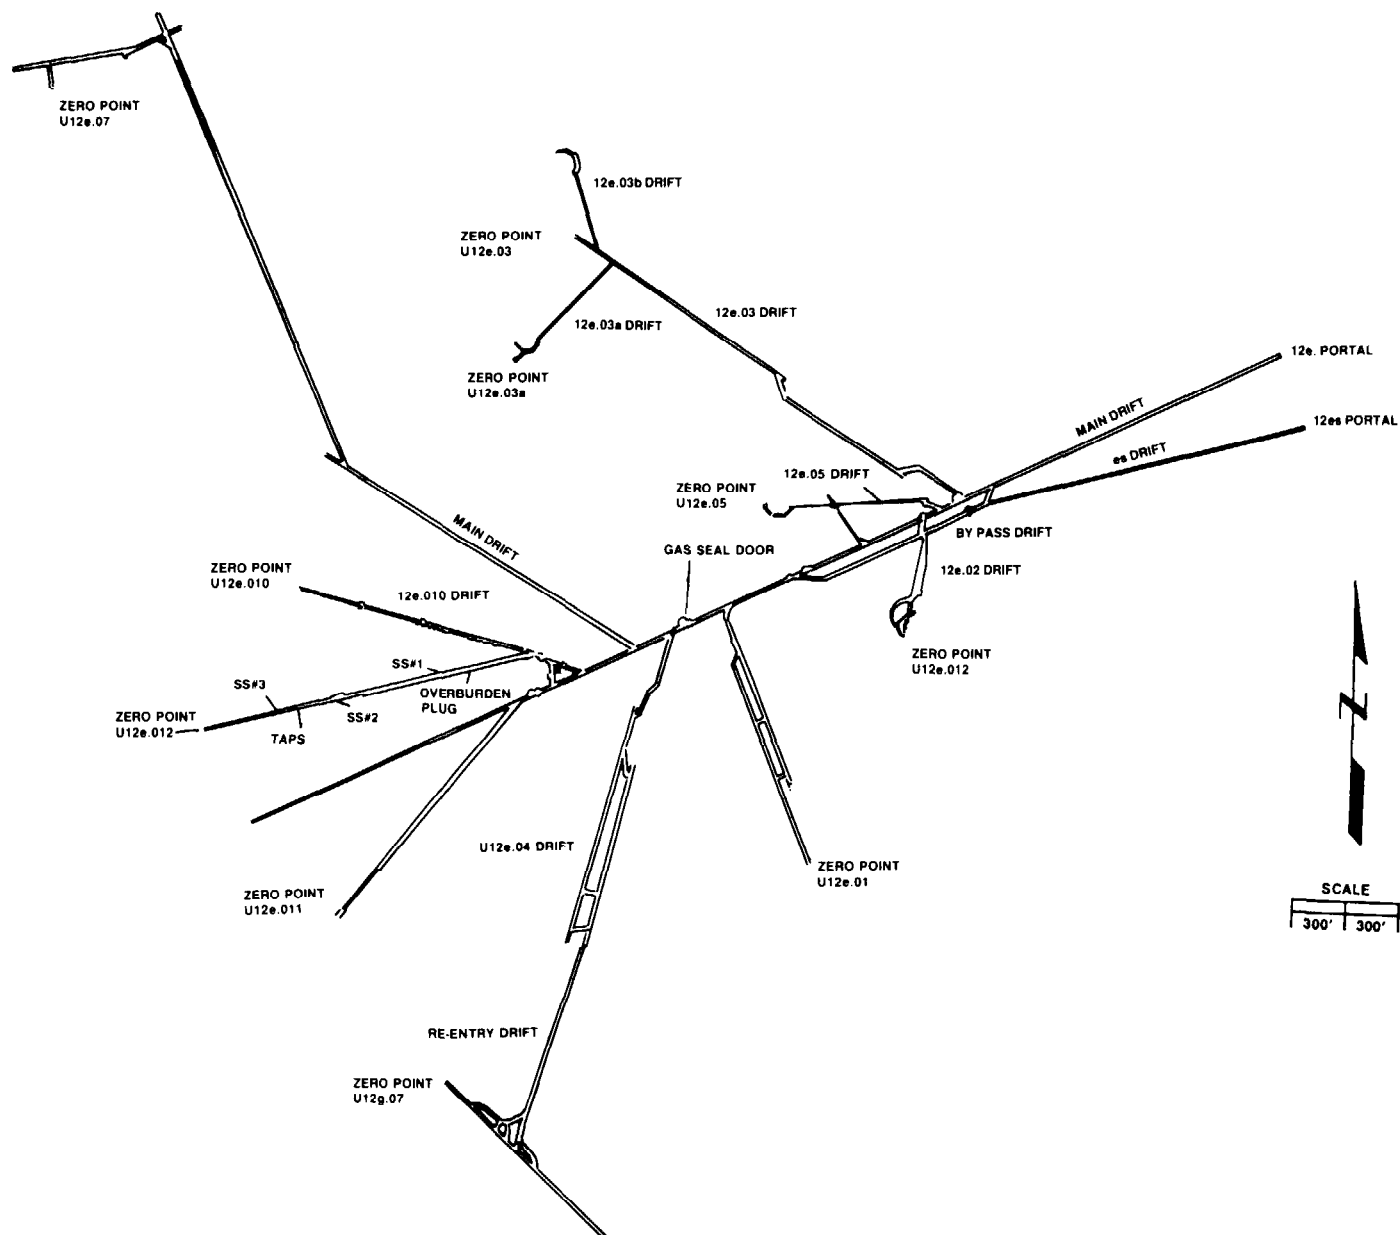 ZERO POINT
U12e.07
12e.03b DRIFT
ZERO POINT
U12e.03
12e.03 DRIFT
12e.03a DRIFT
ZERO POINT
U12e.03a
12e. PORTAL
MAIN DRIFT
12es PORTAL
es DRIFT
12e.05 DRIFT
ZERO POINT
U12e.05
MAIN DRIFT
BY PASS DRIFT
GAS SEAL DOOR
12e.02 DRIFT
ZERO POINT
U12e.010
12e.010 DRIFT
ZERO POINT
U12e.012
SS#1
SS#3
OVERBURDEN
PLUG
SS#2
ZERO POINT
U12e.012
TAPS
N
U12e.04 DRIFT
ZERO POINT
U12e.01
ZERO POINT
U12e.011
SCALE
300' 300'
RE-ENTRY DRIFT
ZERO POINT
U12g.07